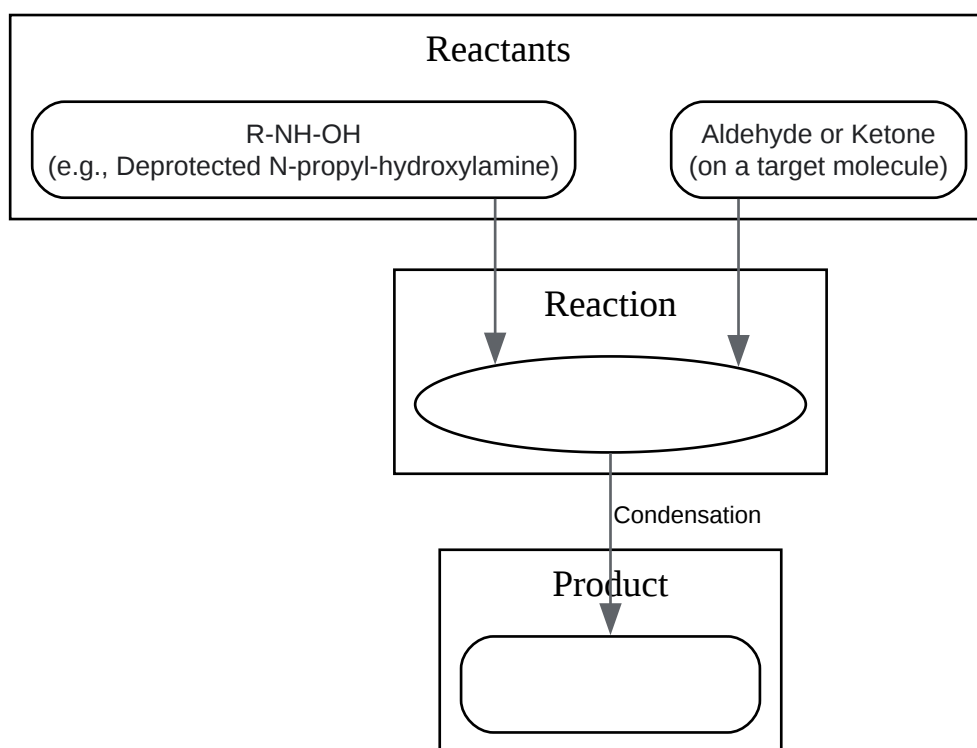 Reactants
R-NH-OH
(e.g., Deprotected N-propyl-hydroxylamine)
Aldehyde or Ketone
(on a target molecule)
Reaction
Condensation
Product